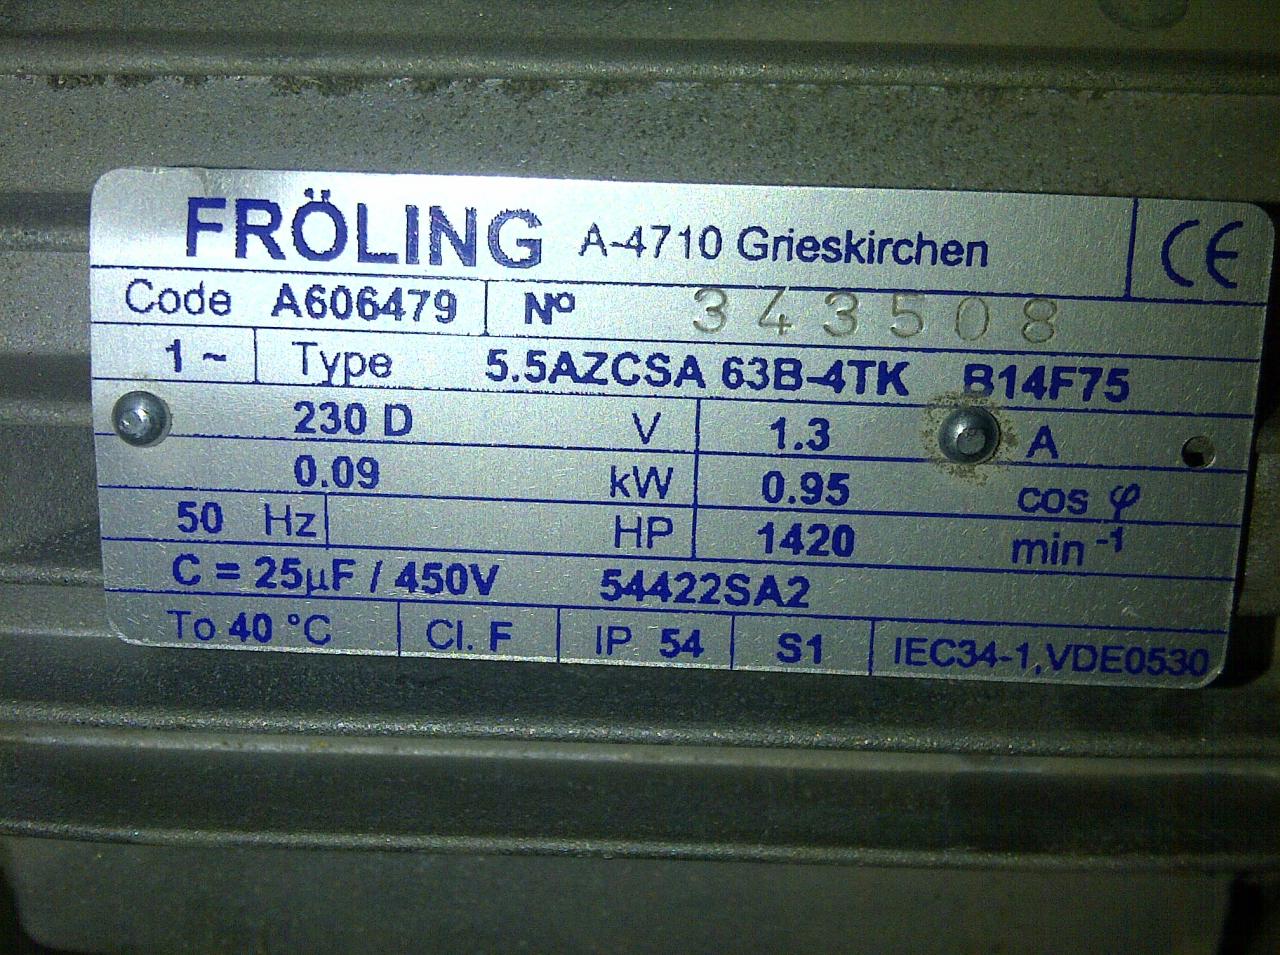 FRÖLING A-4710 Grieskirchen CE
Code A606479 Nº 343508
1 ~ Type 5.5AZCSA 63B-4TK B14F75
230 D V 1.3 A
0.09 kW 0.95 cos φ
50 Hz HP 1420 min⁻¹
C = 25µF / 450V 54422SA2
To 40 °C Cl. F IP 54 S1 IEC34-1,VDE0530